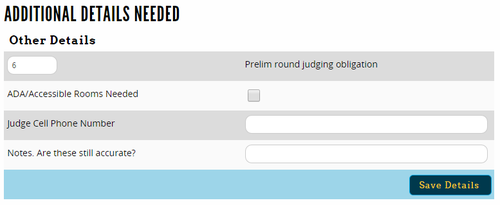 ADDITIONAL DETAILS NEEDED
Other Details
6 Prelim round judging obligation
ADA/Accessible Rooms Needed
Judge Cell Phone Number
Notes. Are these still accurate?
Save Details